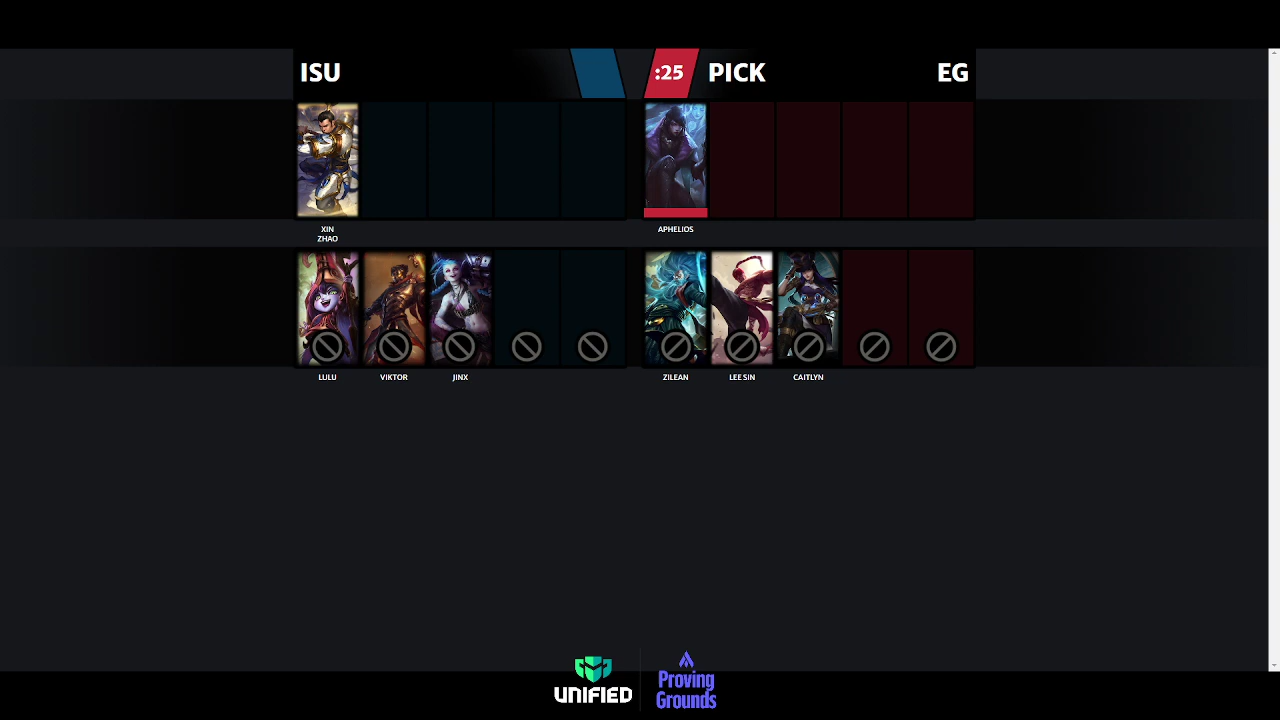 ISU
:25
PICK
EG
XIN
ZHAO
APHELIOS
LULU
VIKTOR
JINX
ZILEAN
LEE SIN
CAITLYN
UNIFIED
Proving
Grounds